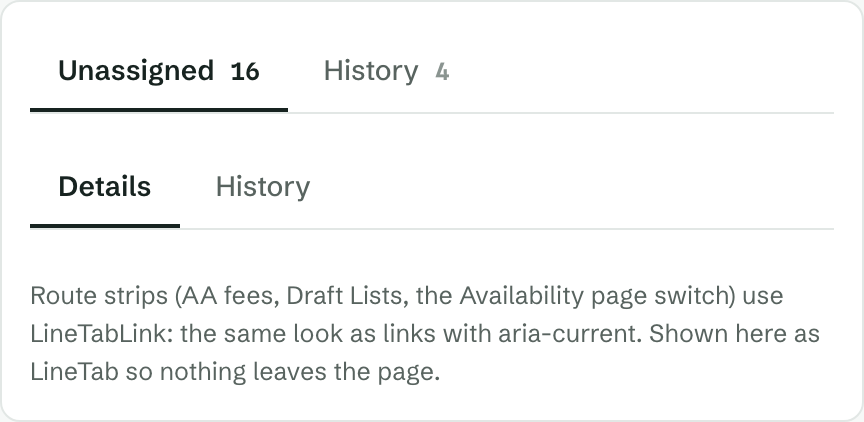 Unassigned 16 History 4
Details History
Route strips (AA fees, Draft Lists, the Availability page switch) use
LineTabLink: the same look as links with aria-current. Shown here as
LineTab so nothing leaves the page.